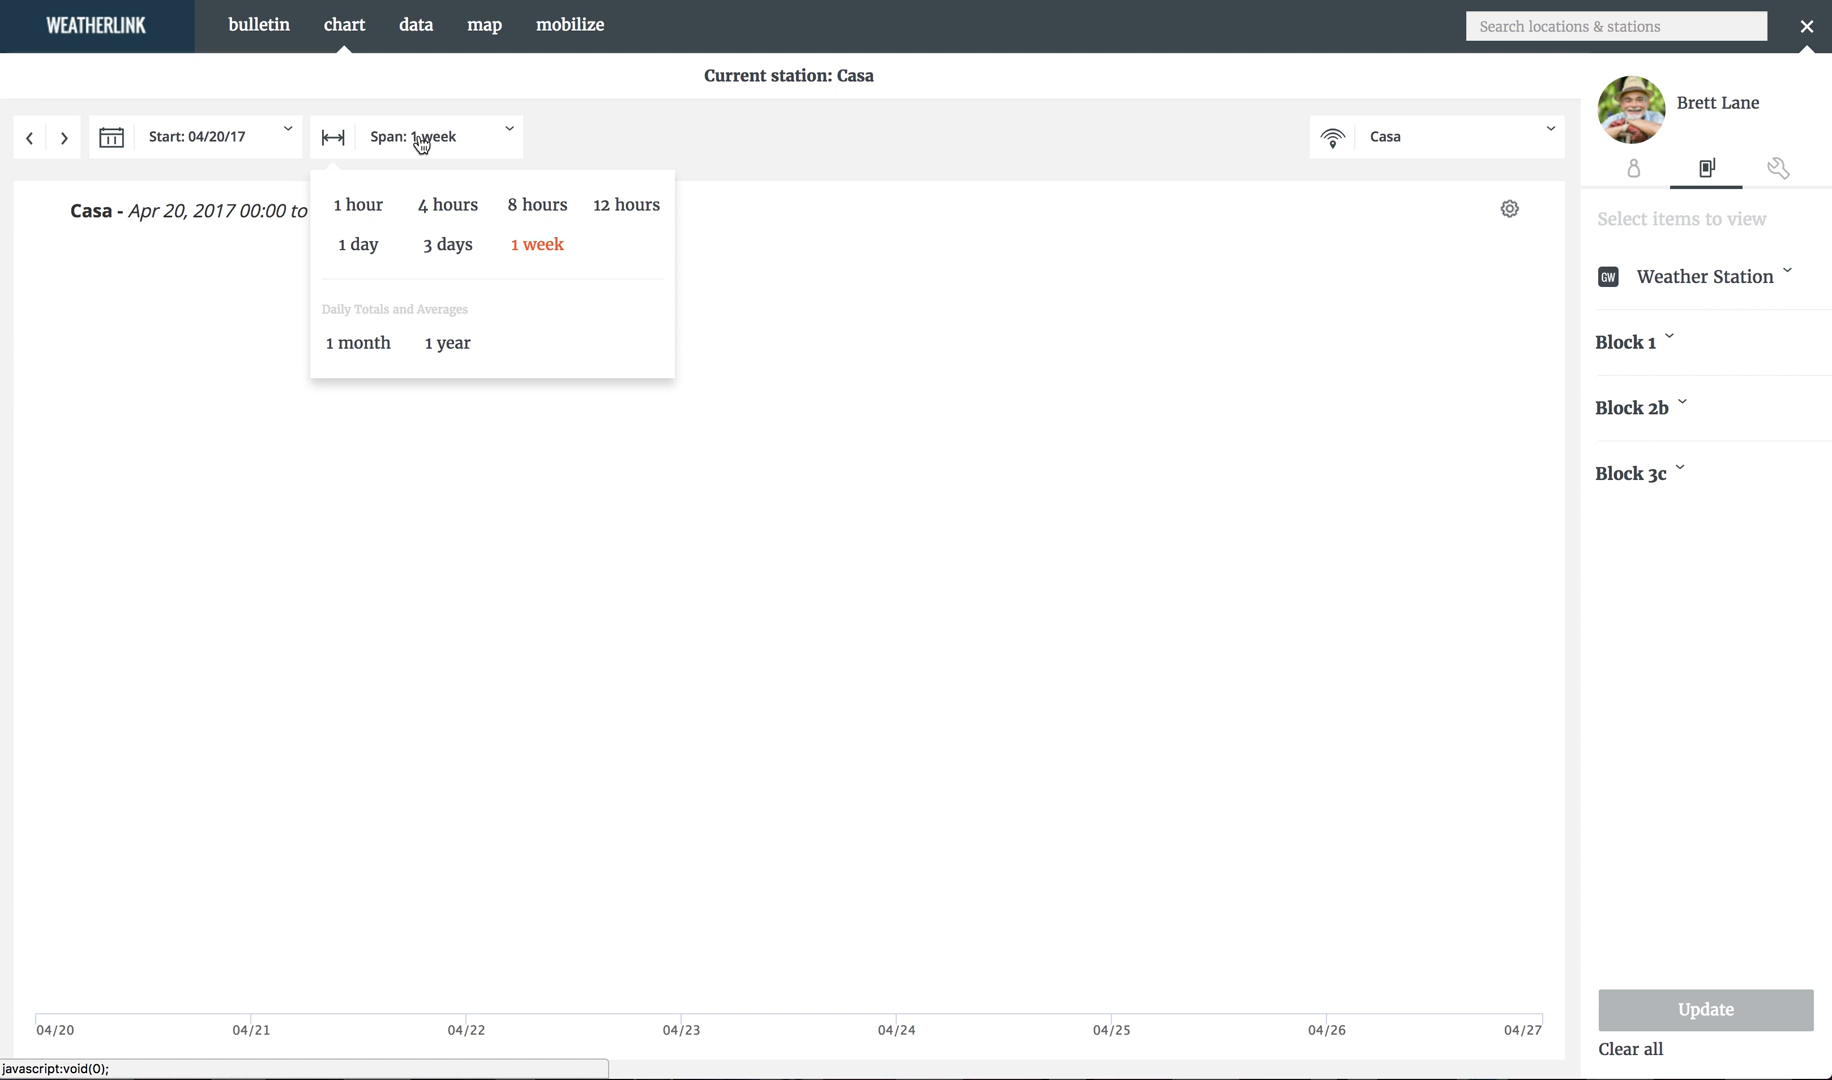 WEATHERLINK
bulletin
chart
data
map
mobilize
Search locations & stations
Current station: Casa
Brett Lane
Start: 04/20/17
Span: 1 week
Casa
Select items to view
Casa - Apr 20, 2017 00:00 to
1 hour
4 hours
8 hours
12 hours
1 day
3 days
1 week
Daily Totals and Averages
1 month
1 year
GW
Weather Station
Block 1
Block 2b
Block 3c
Update
Clear all
04/20
04/21
04/22
04/23
04/24
04/25
04/26
04/27
javascript:void(0);